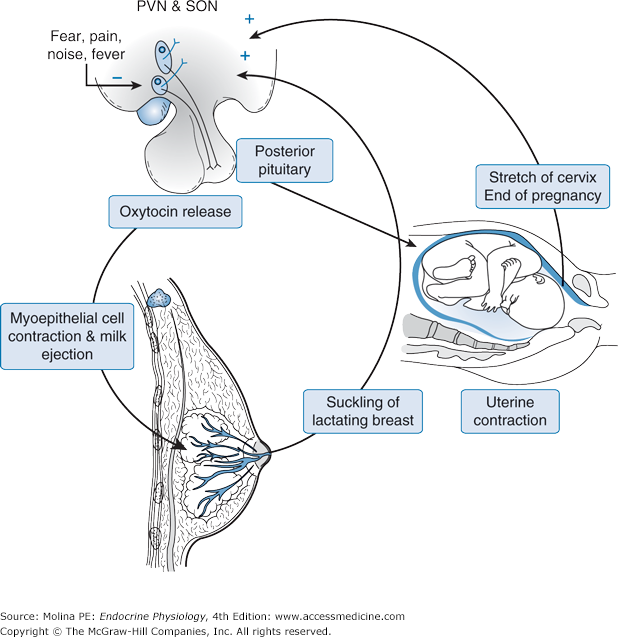 PVN & SON
+
Fear, pain,
noise, fever
+
−
Posterior
pituitary
Stretch of cervix
End of pregnancy
Oxytocin release
Myoepithelial cell
contraction & milk
ejection
Suckling of
lactating breast
Uterine
contraction
Source: Molina PE: Endocrine Physiology, 4th Edition: www.accessmedicine.com
Copyright © The McGraw-Hill Companies, Inc. All rights reserved.